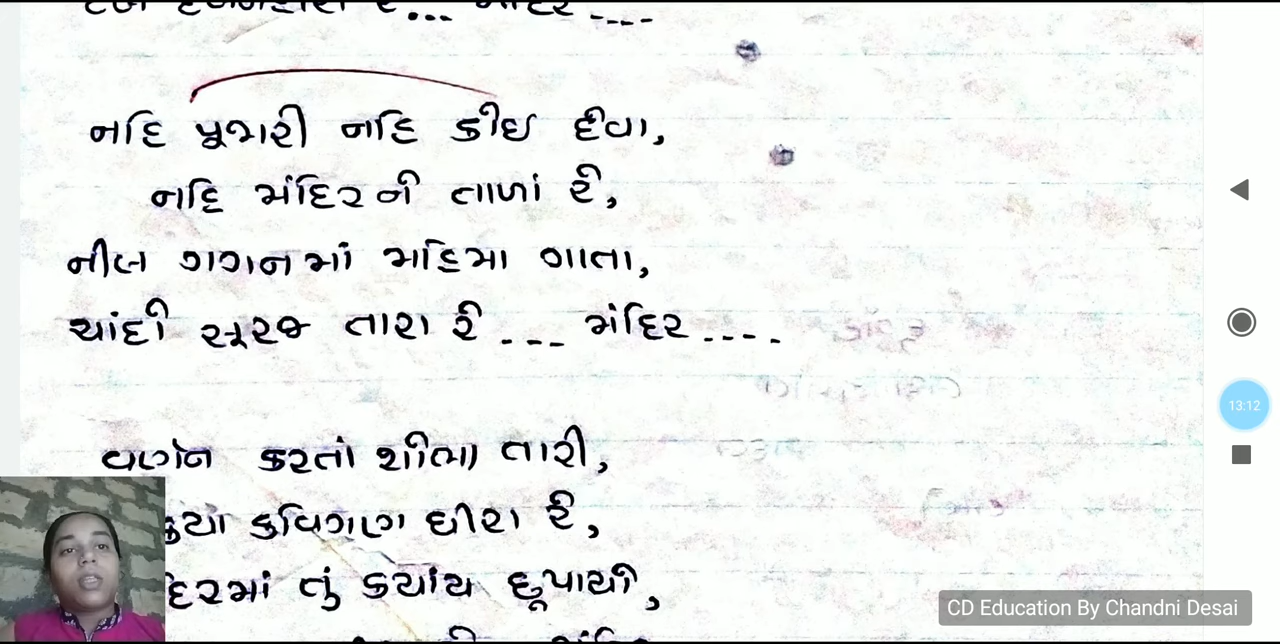 નહિ પૂજારી નહિ કોઇ દેવા,
નહિ મંદિરને તાળાં રે,
નીલ ગગનમાં મહિમા ગાતા,
ચાંદો સૂરજ તારા રે ... મંદિર ....
વર્ણન કરતાં શોભા તારી,
કવિગણ ધીરા રે,
તું ક્યાંય છૂપાયો,
13:12
CD Education By Chandni Desai